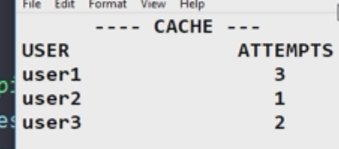 File Edit Format View Help
---- CACHE ---
USER ATTEMPTS
user1 3
user2 1
user3 2